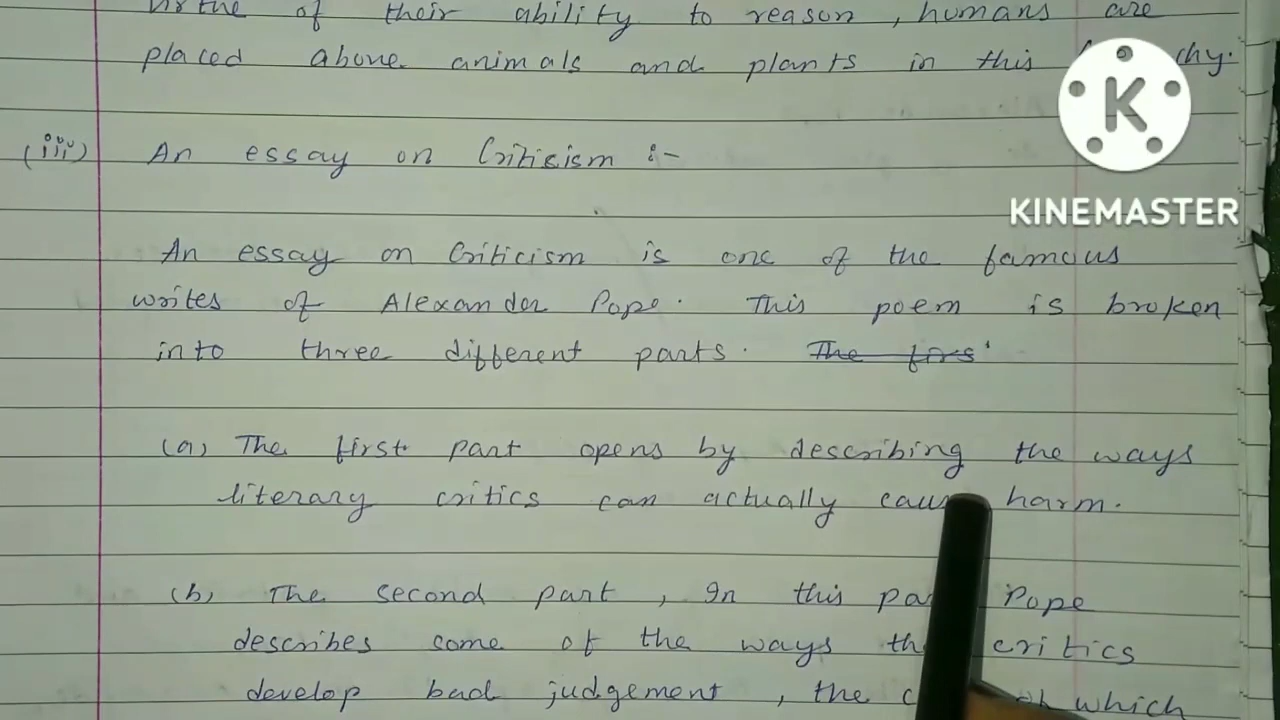 virtue of their ability to reason, humans are
placed above animals and plants in this
KINEMASTER
(iii) An essay on Criticism :-
An essay on Criticism is one of the famous
writes of Alexander Pope. This poem is broken
into three different parts. The firs
(a) The first part opens by describing the ways
literary critics can actually harm.
(b) The second part, In this Pope
describes some of the ways critics
develop bad judgement, the which